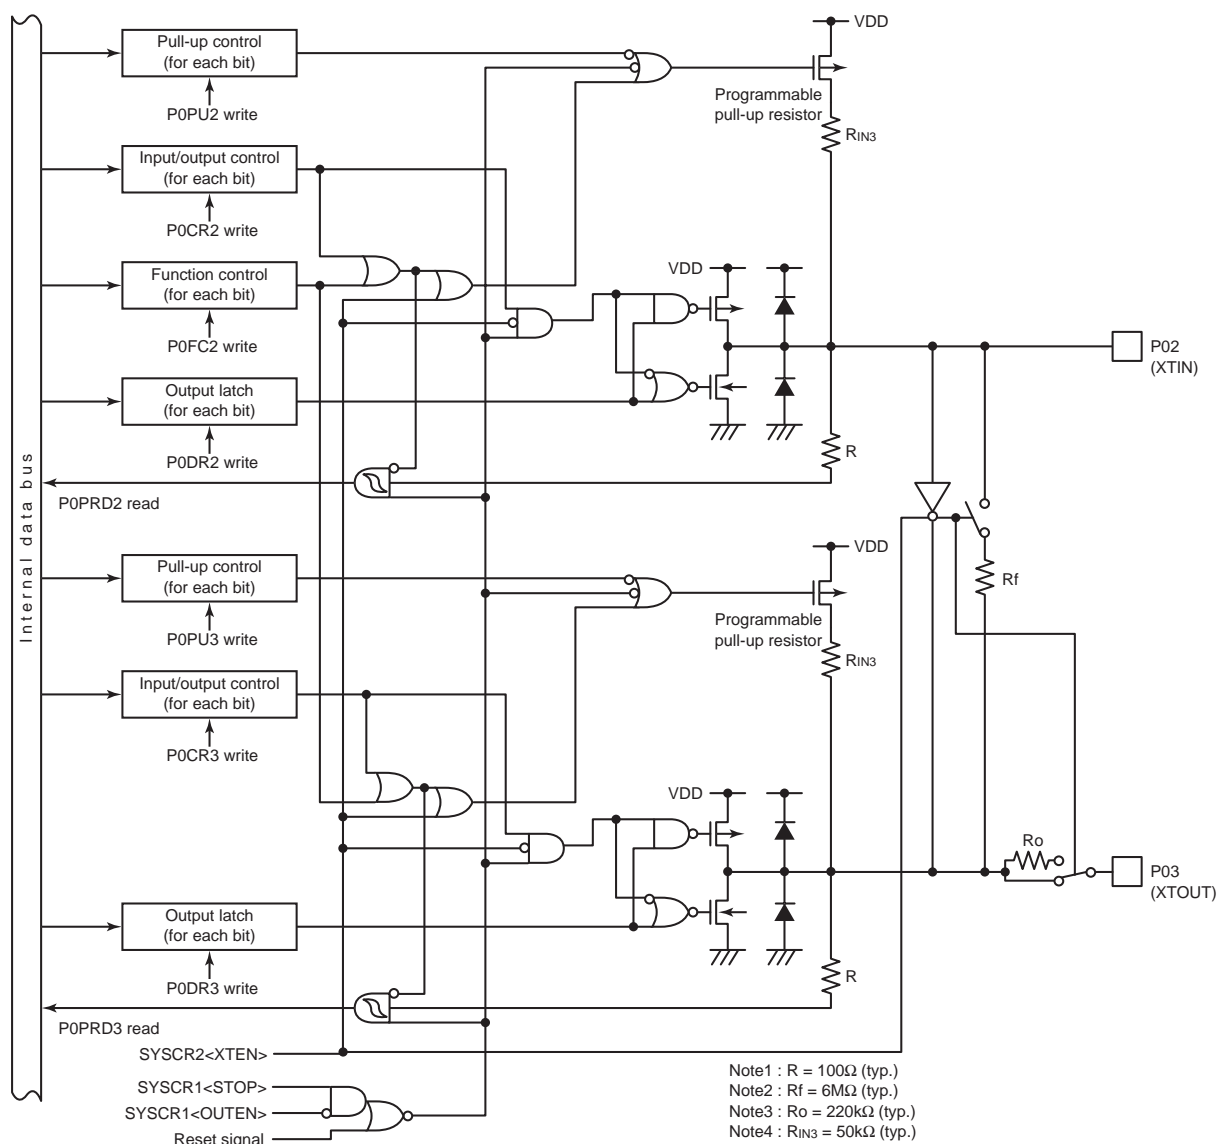 VDD
Pull-up control
(for each bit)
P0PU2 write
Programmable
pull-up resistor
RIN3
Input/output control
(for each bit)
P0CR2 write
Function control
(for each bit)
P0FC2 write
VDD
P02
(XTIN)
Output latch
(for each bit)
P0DR2 write
R
P0PRD2 read
Internal data bus
VDD
Pull-up control
(for each bit)
P0PU3 write
Rf
Programmable
pull-up resistor
RIN3
Input/output control
(for each bit)
P0CR3 write
VDD
Ro
P03
(XTOUT)
Output latch
(for each bit)
P0DR3 write
R
P0PRD3 read
SYSCR2<XTEN>
SYSCR1<STOP>
SYSCR1<OUTEN>
Reset signal
Note1 : R = 100Ω (typ.)
Note2 : Rf = 6MΩ (typ.)
Note3 : Ro = 220kΩ (typ.)
Note4 : RIN3 = 50kΩ (typ.)